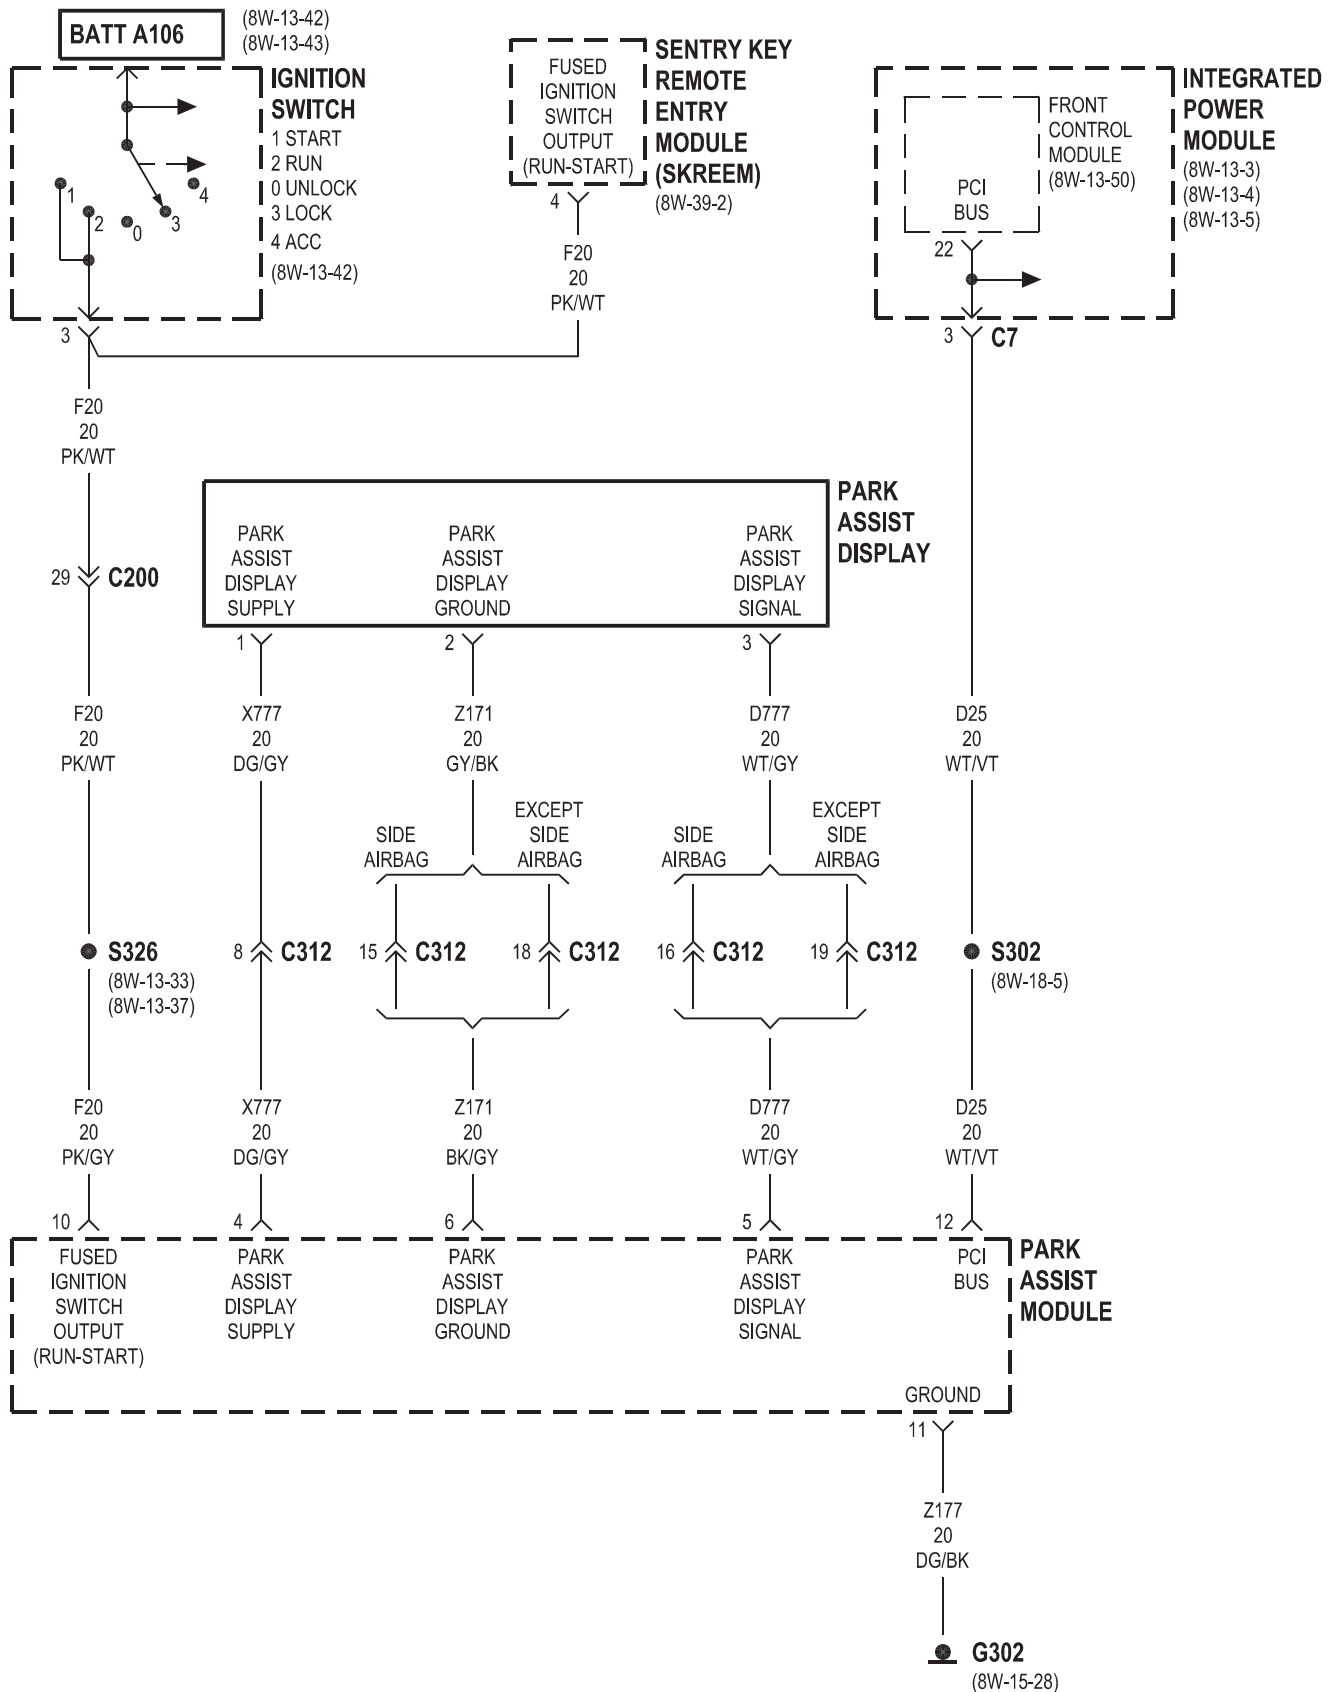 BATT A106
(8W-13-42)
(8W-13-43)
IGNITION
SWITCH
1 START
2 RUN
0 UNLOCK
3 LOCK
4 ACC
(8W-13-42)
1
2
0
3
4
3
FUSED
IGNITION
SWITCH
OUTPUT
(RUN-START)
SENTRY KEY
REMOTE
ENTRY
MODULE
(SKREEM)
(8W-39-2)
4
F20
20
PK/WT
FRONT
CONTROL
MODULE
(8W-13-50)
PCI
BUS
22
INTEGRATED
POWER
MODULE
(8W-13-3)
(8W-13-4)
(8W-13-5)
3 C7
F20
20
PK/WT
29 C200
PARK
ASSIST
DISPLAY
PARK
ASSIST
DISPLAY
SUPPLY
PARK
ASSIST
DISPLAY
GROUND
PARK
ASSIST
DISPLAY
SIGNAL
1
2
3
F20
20
PK/WT
X777
20
DG/GY
Z171
20
GY/BK
D777
20
WT/GY
D25
20
WT/VT
SIDE
AIRBAG
EXCEPT
SIDE
AIRBAG
SIDE
AIRBAG
EXCEPT
SIDE
AIRBAG
S326
(8W-13-33)
(8W-13-37)
8 C312
15 C312
18 C312
16 C312
19 C312
S302
(8W-18-5)
F20
20
PK/GY
X777
20
DG/GY
Z171
20
BK/GY
D777
20
WT/GY
D25
20
WT/VT
10
4
6
5
12
FUSED
IGNITION
SWITCH
OUTPUT
(RUN-START)
PARK
ASSIST
DISPLAY
SUPPLY
PARK
ASSIST
DISPLAY
GROUND
PARK
ASSIST
DISPLAY
SIGNAL
PCI
BUS
PARK
ASSIST
MODULE
GROUND
11
Z177
20
DG/BK
G302
(8W-15-28)